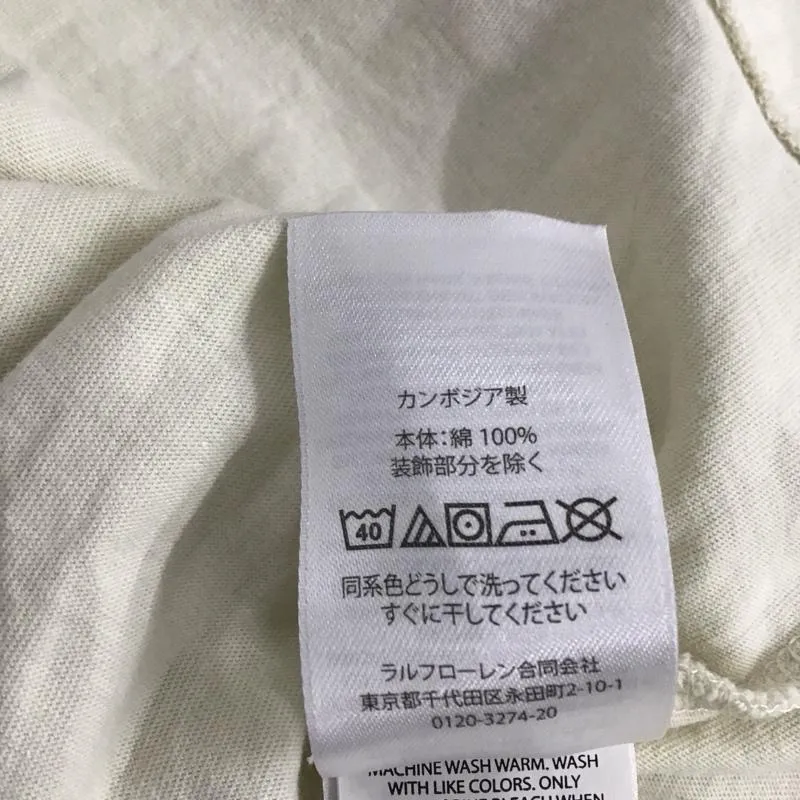 カンボジア製
本体:綿 100%
装飾部分を除く
40
同系色どうしで洗ってください
すぐに干してください
ラルフローレン合同会社
東京都千代田区永田町2-10-1
0120-3274-20
MACHINE WASH WARM. WASH
WITH LIKE COLORS. ONLY
BLEACH WHEN